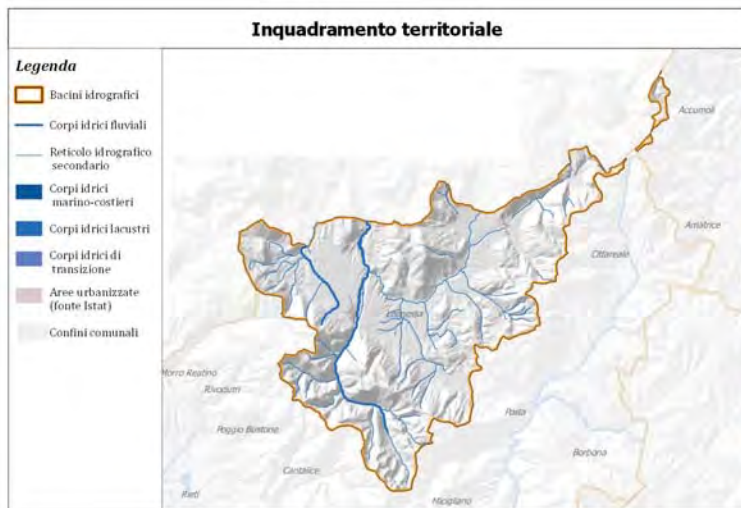 Inquadramento territoriale
Legenda
Bacini idrografici
Corpi idrici fluviali
Reticolo idrografico
secondario
Corpi idrici
marino-costieri
Corpi idrici lacustri
Corpi idrici di
transizione
Aree urbanizzate
(fonte Istat)
Confini comunali
Accumoli
Amatrice
Cittareale
Leonessa
Morro Reatino
Rivodutri
Poggio Bustone
Posta
Borbona
Cantalice
Rieti
Micigliano